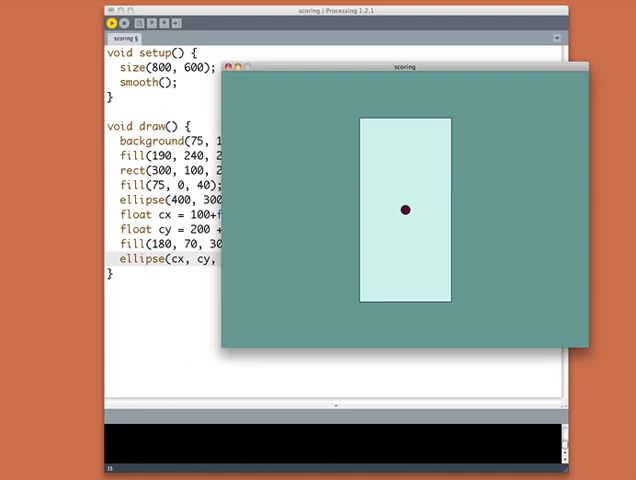 scoring | Processing 1.2.1
scoring §
void setup() {
size(800, 600);
smooth();
}
void draw() {
background(75, 1
fill(190, 240, 2
rect(300, 100, 2
fill(75, 0, 40);
ellipse(400, 300
float cx = 100+f
float cy = 200 +
fill(180, 70, 30
ellipse(cx, cy,
}
scoring
15